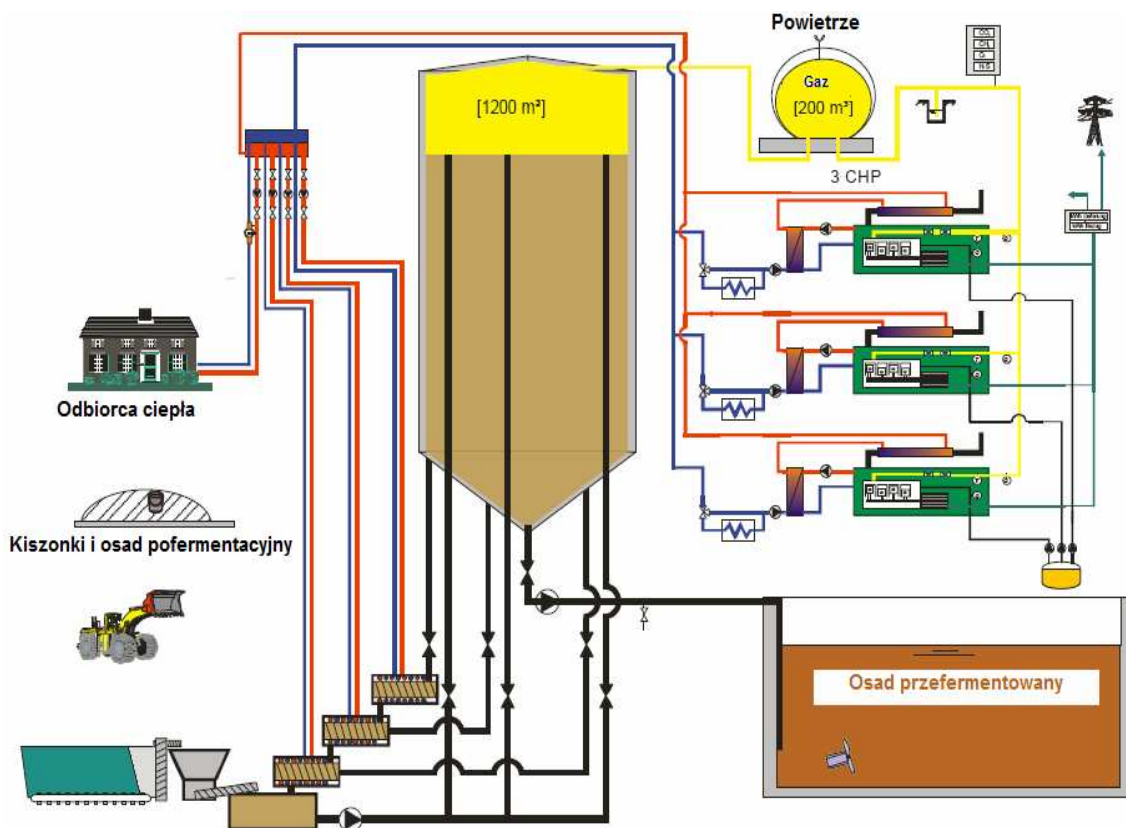 Powietrze
[1200 m³]
Gaz
[200 m³]
3 CHP
Odbiorca ciepła
Kiszonki i osad pofermentacyjny
Osad przefermentowany